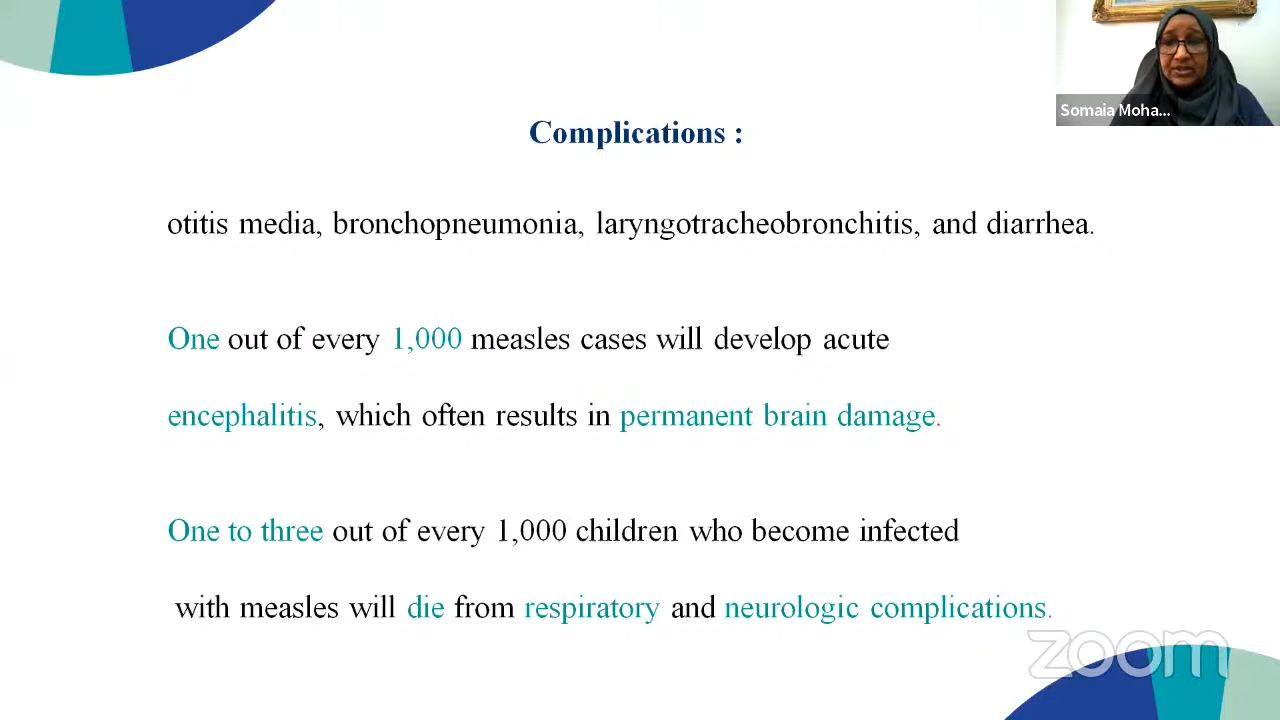 Somaia Moha...
Complications :
otitis media, bronchopneumonia, laryngotracheobronchitis, and diarrhea.
One out of every 1,000 measles cases will develop acute
encephalitis, which often results in permanent brain damage.
One to three out of every 1,000 children who become infected
with measles will die from respiratory and neurologic complications.
zoom